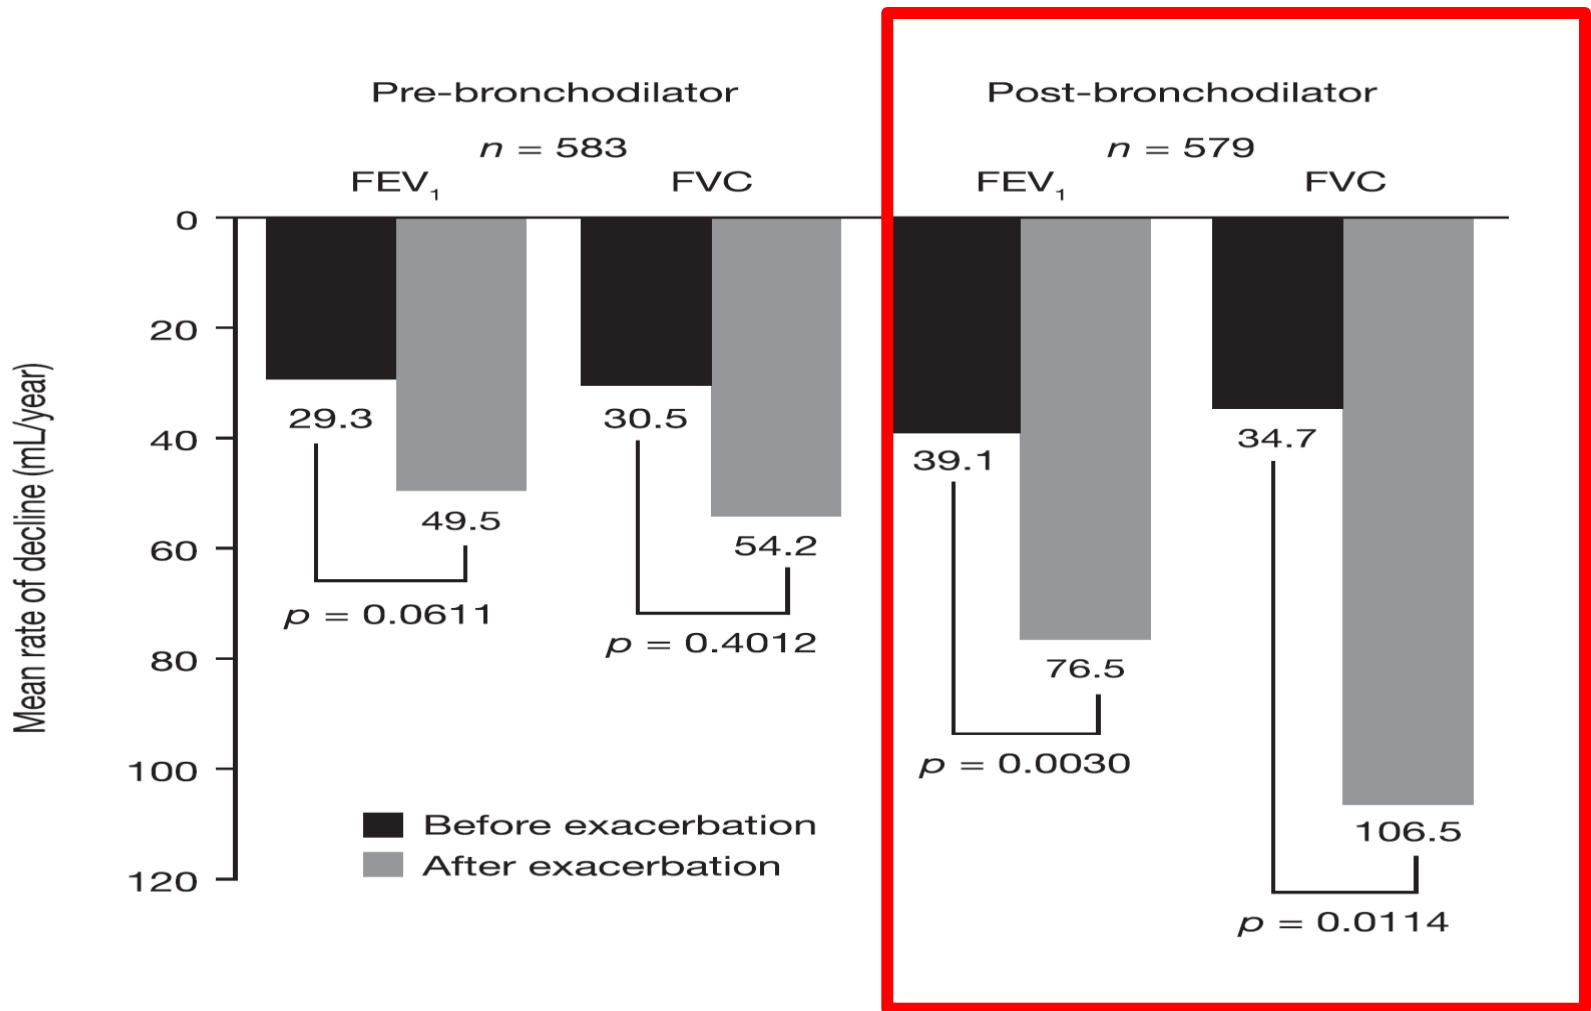 Pre-bronchodilator
n = 583
FEV₁ FVC
Post-bronchodilator
n = 579
FEV₁ FVC
Mean rate of decline (mL/year)
0
20
40
60
80
100
120
29.3
49.5
p = 0.0611
30.5
54.2
p = 0.4012
39.1
76.5
p = 0.0030
34.7
106.5
p = 0.0114
Before exacerbation
After exacerbation